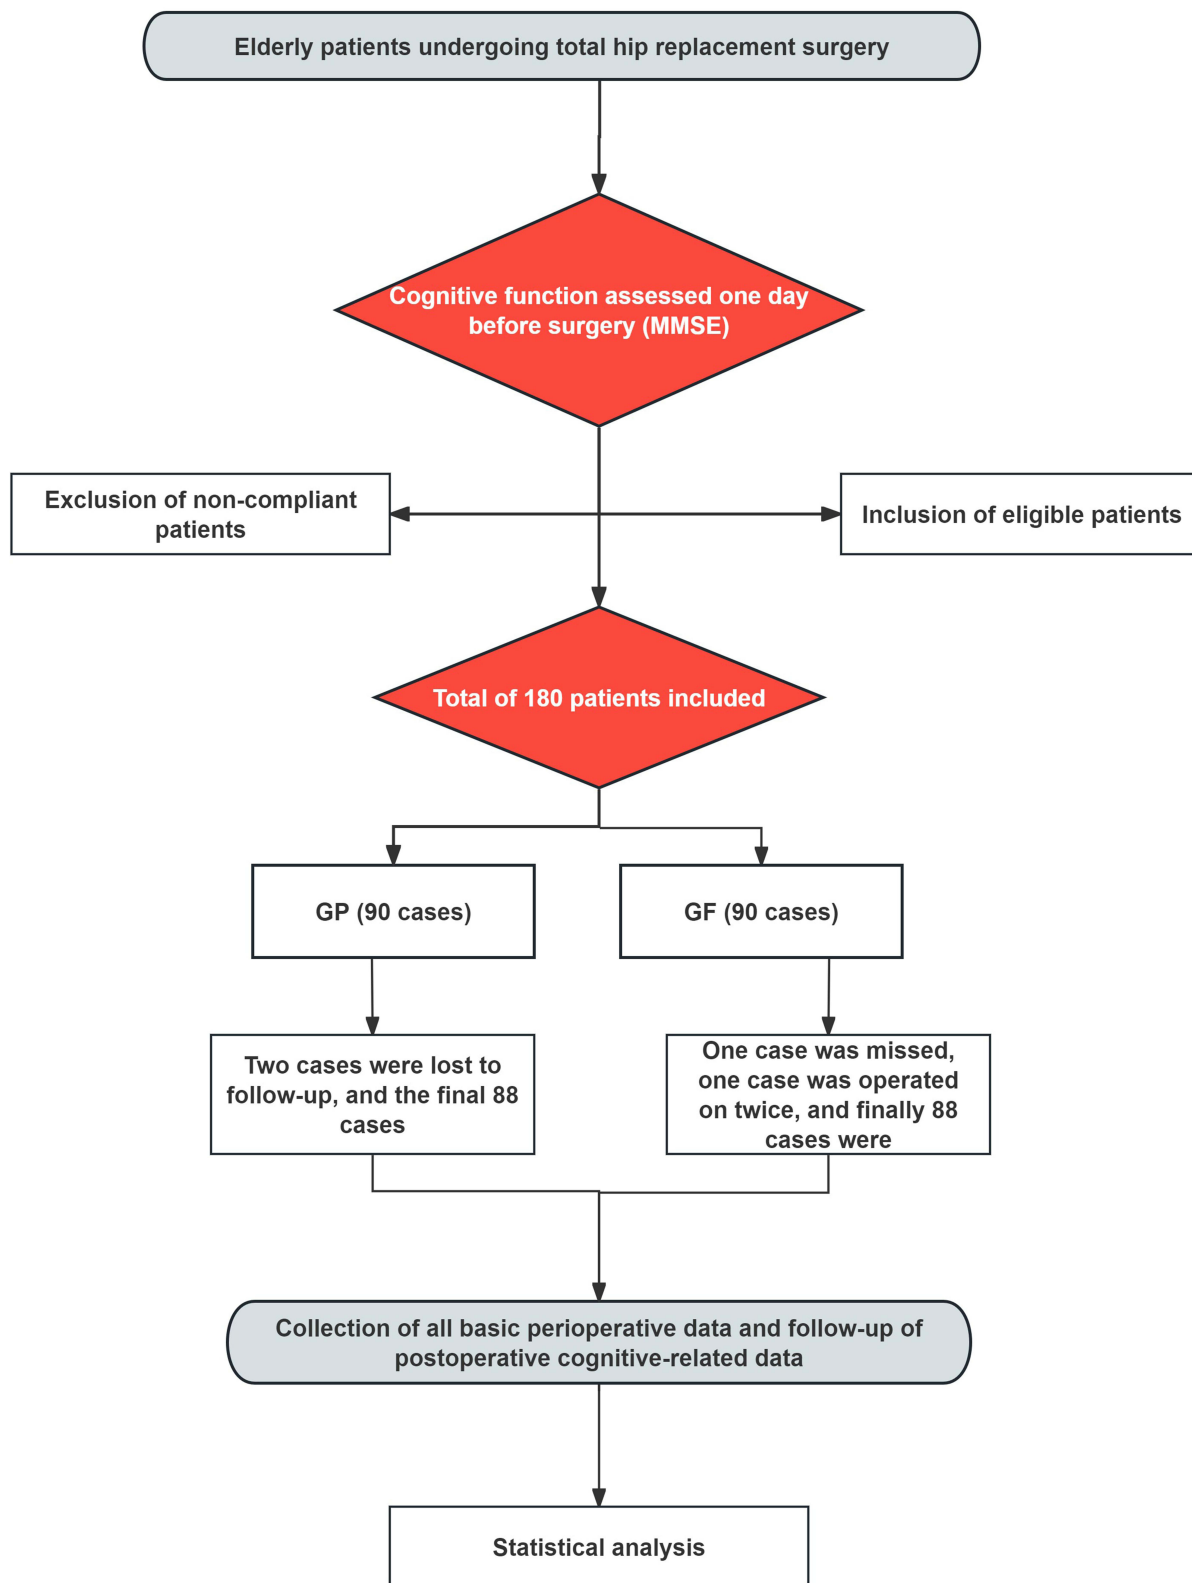 Elderly patients undergoing total hip replacement surgery
Cognitive function assessed one day
before surgery (MMSE)
Exclusion of non-compliant
patients
Inclusion of eligible patients
Total of 180 patients included
GP (90 cases)
GF (90 cases)
Two cases were lost to
follow-up, and the final 88
cases
One case was missed,
one case was operated
on twice, and finally 88
cases were
Collection of all basic perioperative data and follow-up of
postoperative cognitive-related data
Statistical analysis